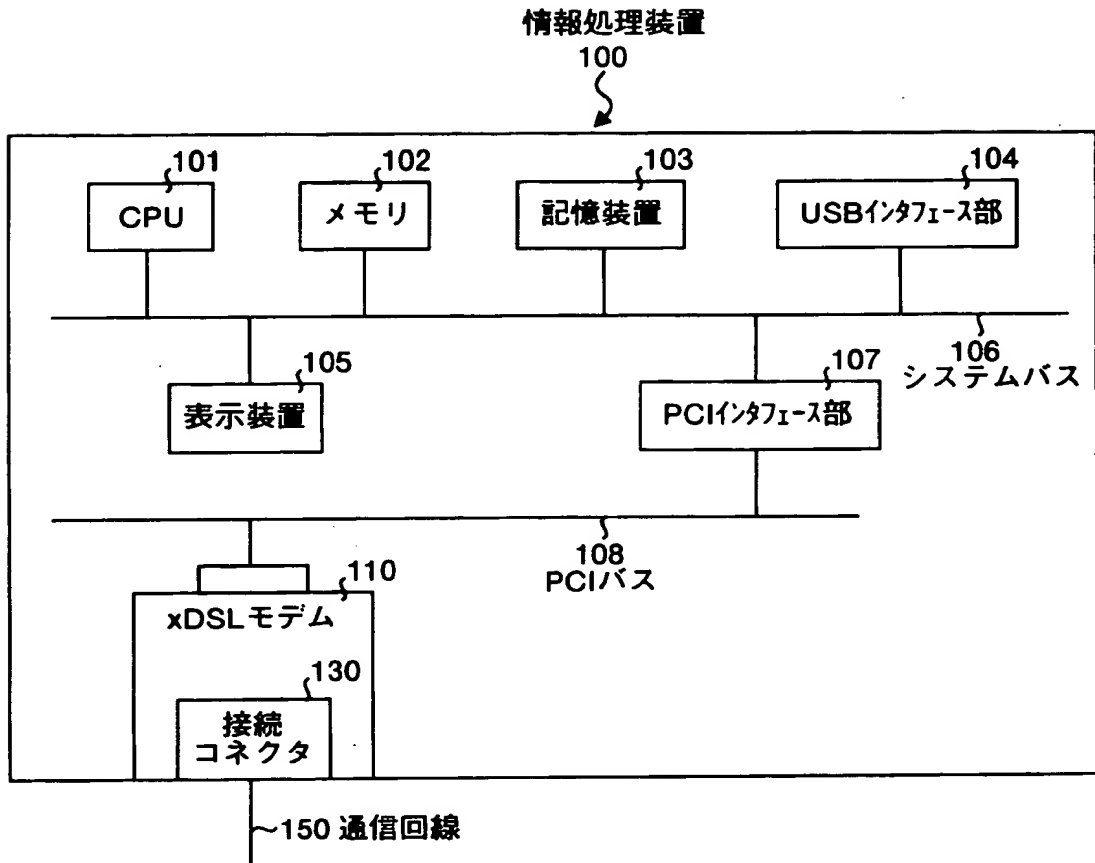 情報処理装置
100
101
102
103
104
CPU
メモリ
記憶装置
USBインタフェース部
106
システムバス
105
107
表示装置
PCIインタフェース部
108
PCIバス
110
xDSLモデム
130
接続
コネクタ
150 通信回線